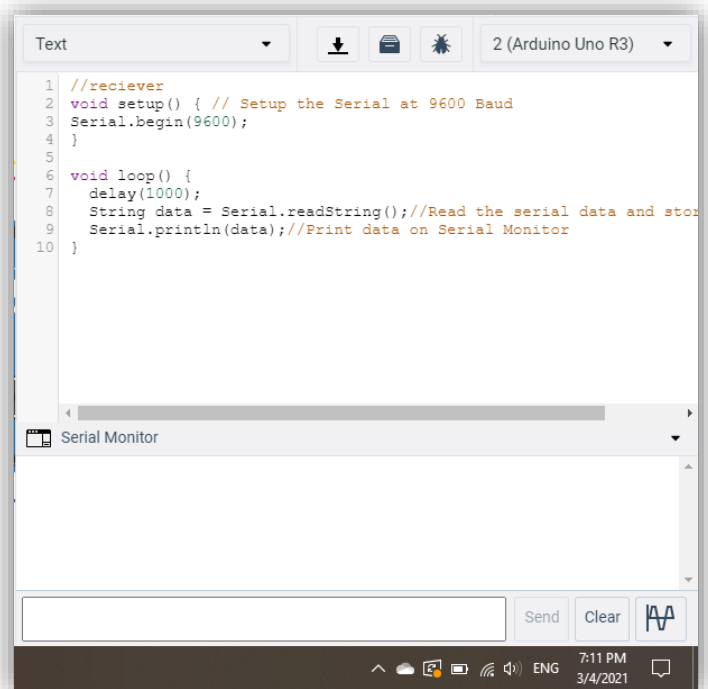 Text
2 (Arduino Uno R3)
1 //reciever
2 void setup() { // Setup the Serial at 9600 Baud
3 Serial.begin(9600);
4 }
5
6 void loop() {
7   delay(1000);
8   String data = Serial.readString();//Read the serial data and stor
9   Serial.println(data);//Print data on Serial Monitor
10 }
Serial Monitor
Send
Clear
ENG
7:11 PM
3/4/2021